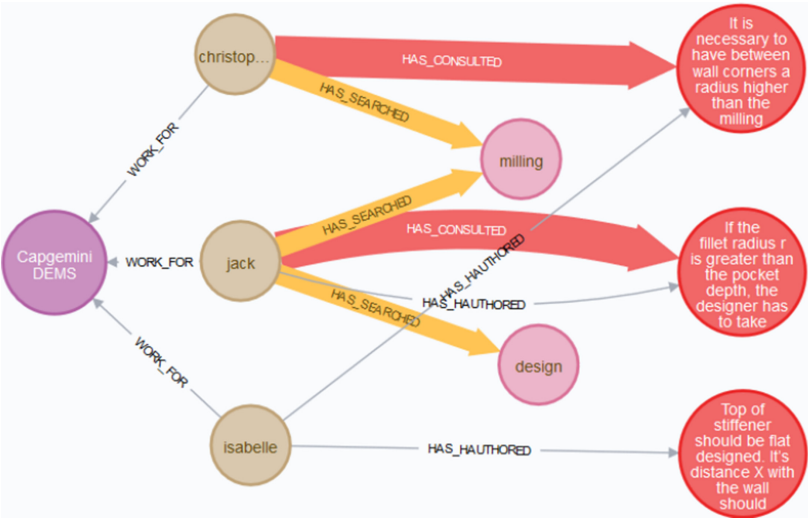 christop...
HAS_CONSULTED
It is
necessary to
have between
wall corners a
radius higher
than the
milling
HAS_SEARCHED
WORK_FOR
milling
HAS_SEARCHED
HAS_CONSULTED
If the
fillet radius r
is greater than
the pocket
depth, the
designer has
to take
Capgemini
DEMS
WORK_FOR
jack
HAS_HAUTHORED
HAS_HAUTHORED
HAS_SEARCHED
design
WORK_FOR
isabelle
HAS_HAUTHORED
Top of
stiffener
should be flat
designed. It's
distance X with
the wall
should